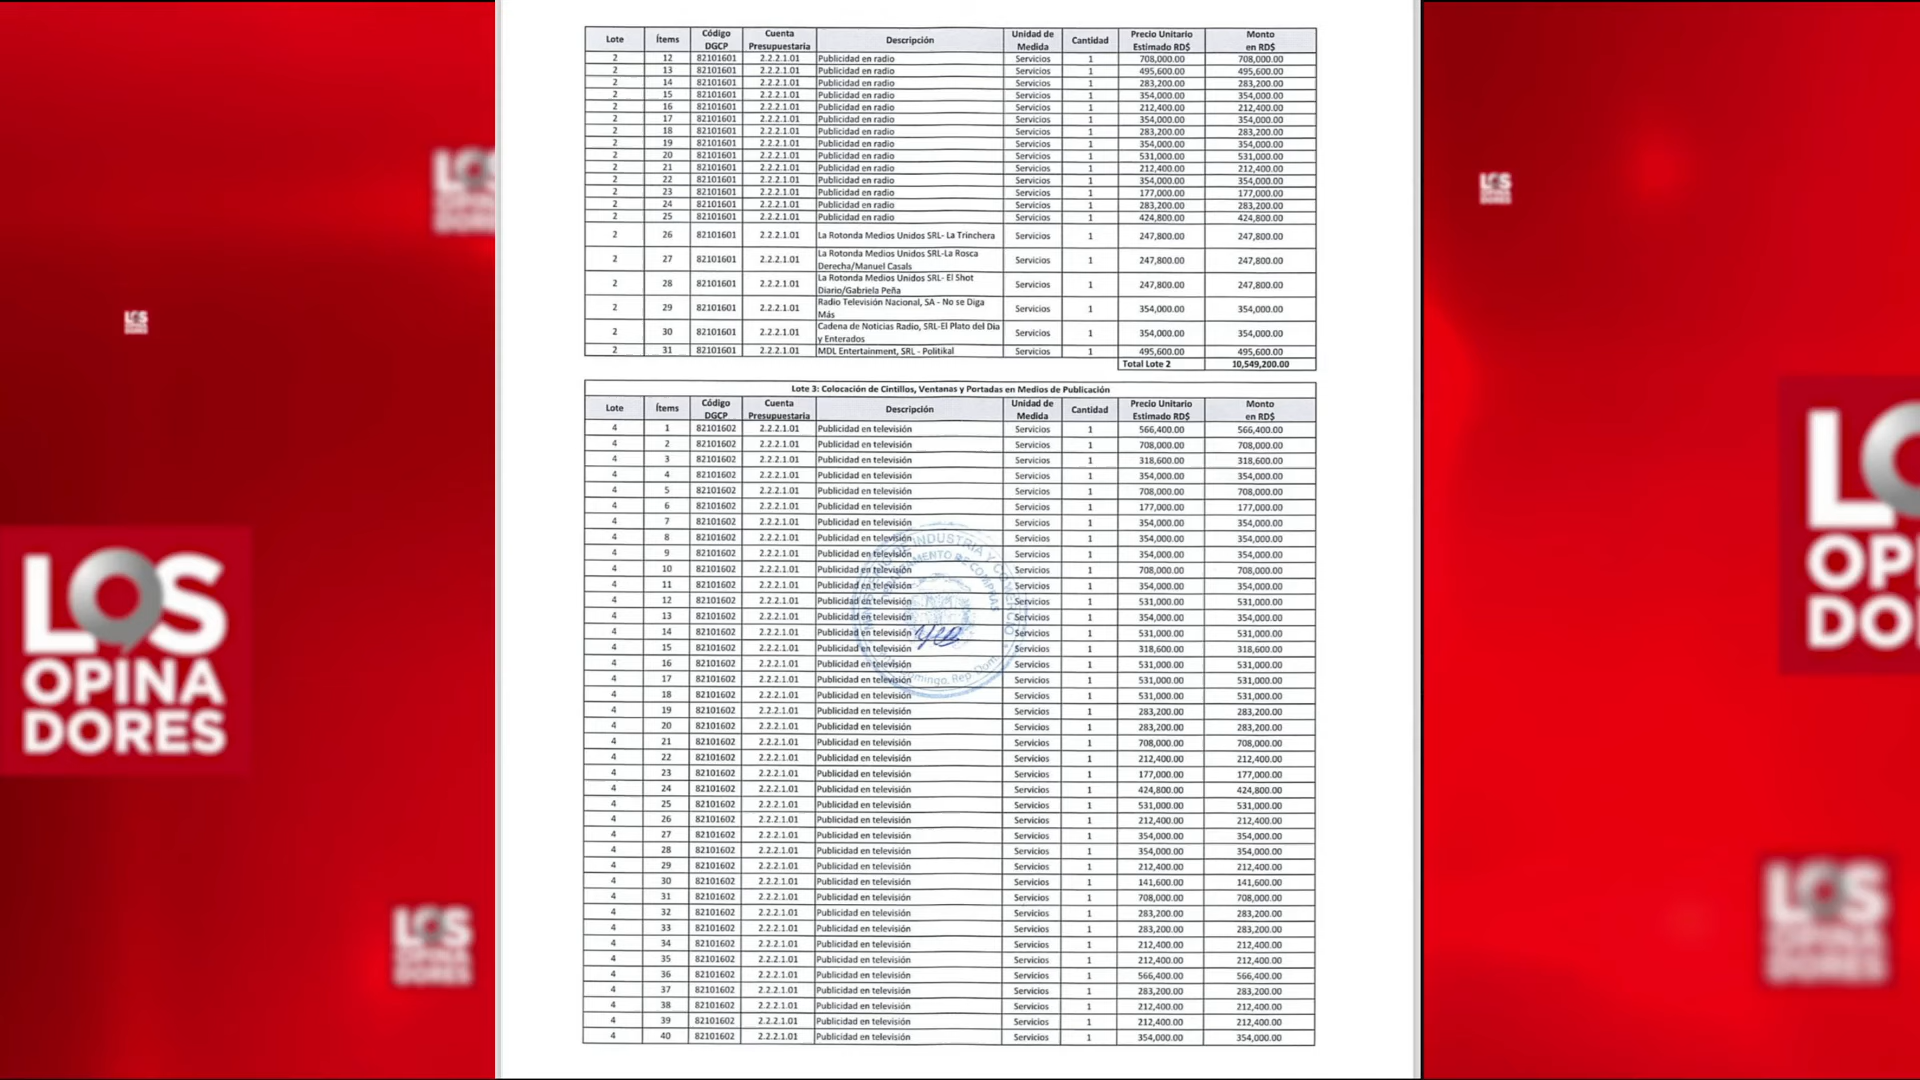 Lote Ítems Código DGCP Cuenta Presupuestaria Descripción Unidad de Medida Cantidad Precio Unitario Estimado RD$ Monto en RD$
2 12 82101601 2.2.2.1.01 Publicidad en radio Servicios 1 708,000.00 708,000.00
2 13 82101601 2.2.2.1.01 Publicidad en radio Servicios 1 495,600.00 495,600.00
2 14 82101601 2.2.2.1.01 Publicidad en radio Servicios 1 283,200.00 283,200.00
2 15 82101601 2.2.2.1.01 Publicidad en radio Servicios 1 354,000.00 354,000.00
2 16 82101601 2.2.2.1.01 Publicidad en radio Servicios 1 212,400.00 212,400.00
2 17 82101601 2.2.2.1.01 Publicidad en radio Servicios 1 354,000.00 354,000.00
2 18 82101601 2.2.2.1.01 Publicidad en radio Servicios 1 283,200.00 283,200.00
2 19 82101601 2.2.2.1.01 Publicidad en radio Servicios 1 354,000.00 354,000.00
2 20 82101601 2.2.2.1.01 Publicidad en radio Servicios 1 531,000.00 531,000.00
2 21 82101601 2.2.2.1.01 Publicidad en radio Servicios 1 212,400.00 212,400.00
2 22 82101601 2.2.2.1.01 Publicidad en radio Servicios 1 354,000.00 354,000.00
2 23 82101601 2.2.2.1.01 Publicidad en radio Servicios 1 177,000.00 177,000.00
2 24 82101601 2.2.2.1.01 Publicidad en radio Servicios 1 283,200.00 283,200.00
2 25 82101601 2.2.2.1.01 Publicidad en radio Servicios 1 424,800.00 424,800.00
2 26 82101601 2.2.2.1.01 La Rotonda Medios Unidos SRL- La Trinchera Servicios 1 247,800.00 247,800.00
2 27 82101601 2.2.2.1.01 La Rotonda Medios Unidos SRL-La Rosca Derecha/Manuel Casals Servicios 1 247,800.00 247,800.00
2 28 82101601 2.2.2.1.01 La Rotonda Medios Unidos SRL- El Shot Diario/Gabriela Peña Servicios 1 247,800.00 247,800.00
2 29 82101601 2.2.2.1.01 Radio Televisión Nacional, SA - No se Diga Más Servicios 1 354,000.00 354,000.00
2 30 82101601 2.2.2.1.01 Cadena de Noticias Radio, SRL-El Plato del Dia y Enterados Servicios 1 354,000.00 354,000.00
2 31 82101601 2.2.2.1.01 MDL Entertainment, SRL - Politikal Servicios 1 495,600.00 495,600.00
Total Lote 2 10,549,200.00
Lote 3: Colocación de Cintillos, Ventanas y Portadas en Medios de Publicación
Lote Ítems Código DGCP Cuenta Presupuestaria Descripción Unidad de Medida Cantidad Precio Unitario Estimado RD$ Monto en RD$
4 1 82101602 2.2.2.1.01 Publicidad en televisión Servicios 1 566,400.00 566,400.00
4 2 82101602 2.2.2.1.01 Publicidad en televisión Servicios 1 708,000.00 708,000.00
4 3 82101602 2.2.2.1.01 Publicidad en televisión Servicios 1 318,600.00 318,600.00
4 4 82101602 2.2.2.1.01 Publicidad en televisión Servicios 1 354,000.00 354,000.00
4 5 82101602 2.2.2.1.01 Publicidad en televisión Servicios 1 708,000.00 708,000.00
4 6 82101602 2.2.2.1.01 Publicidad en televisión Servicios 1 177,000.00 177,000.00
4 7 82101602 2.2.2.1.01 Publicidad en televisión Servicios 1 354,000.00 354,000.00
4 8 82101602 2.2.2.1.01 Publicidad en televisión Servicios 1 354,000.00 354,000.00
4 9 82101602 2.2.2.1.01 Publicidad en televisión Servicios 1 354,000.00 354,000.00
4 10 82101602 2.2.2.1.01 Publicidad en televisión Servicios 1 708,000.00 708,000.00
4 11 82101602 2.2.2.1.01 Publicidad en televisión Servicios 1 354,000.00 354,000.00
4 12 82101602 2.2.2.1.01 Publicidad en televisión Servicios 1 531,000.00 531,000.00
4 13 82101602 2.2.2.1.01 Publicidad en televisión Servicios 1 354,000.00 354,000.00
4 14 82101602 2.2.2.1.01 Publicidad en televisión Servicios 1 531,000.00 531,000.00
4 15 82101602 2.2.2.1.01 Publicidad en televisión Servicios 1 318,600.00 318,600.00
4 16 82101602 2.2.2.1.01 Publicidad en televisión Servicios 1 531,000.00 531,000.00
4 17 82101602 2.2.2.1.01 Publicidad en televisión Servicios 1 531,000.00 531,000.00
4 18 82101602 2.2.2.1.01 Publicidad en televisión Servicios 1 531,000.00 531,000.00
4 19 82101602 2.2.2.1.01 Publicidad en televisión Servicios 1 283,200.00 283,200.00
4 20 82101602 2.2.2.1.01 Publicidad en televisión Servicios 1 283,200.00 283,200.00
4 21 82101602 2.2.2.1.01 Publicidad en televisión Servicios 1 708,000.00 708,000.00
4 22 82101602 2.2.2.1.01 Publicidad en televisión Servicios 1 212,400.00 212,400.00
4 23 82101602 2.2.2.1.01 Publicidad en televisión Servicios 1 177,000.00 177,000.00
4 24 82101602 2.2.2.1.01 Publicidad en televisión Servicios 1 424,800.00 424,800.00
4 25 82101602 2.2.2.1.01 Publicidad en televisión Servicios 1 531,000.00 531,000.00
4 26 82101602 2.2.2.1.01 Publicidad en televisión Servicios 1 212,400.00 212,400.00
4 27 82101602 2.2.2.1.01 Publicidad en televisión Servicios 1 354,000.00 354,000.00
4 28 82101602 2.2.2.1.01 Publicidad en televisión Servicios 1 354,000.00 354,000.00
4 29 82101602 2.2.2.1.01 Publicidad en televisión Servicios 1 212,400.00 212,400.00
4 30 82101602 2.2.2.1.01 Publicidad en televisión Servicios 1 141,600.00 141,600.00
4 31 82101602 2.2.2.1.01 Publicidad en televisión Servicios 1 708,000.00 708,000.00
4 32 82101602 2.2.2.1.01 Publicidad en televisión Servicios 1 283,200.00 283,200.00
4 33 82101602 2.2.2.1.01 Publicidad en televisión Servicios 1 283,200.00 283,200.00
4 34 82101602 2.2.2.1.01 Publicidad en televisión Servicios 1 212,400.00 212,400.00
4 35 82101602 2.2.2.1.01 Publicidad en televisión Servicios 1 212,400.00 212,400.00
4 36 82101602 2.2.2.1.01 Publicidad en televisión Servicios 1 566,400.00 566,400.00
4 37 82101602 2.2.2.1.01 Publicidad en televisión Servicios 1 283,200.00 283,200.00
4 38 82101602 2.2.2.1.01 Publicidad en televisión Servicios 1 212,400.00 212,400.00
4 39 82101602 2.2.2.1.01 Publicidad en televisión Servicios 1 212,400.00 212,400.00
4 40 82101602 2.2.2.1.01 Publicidad en televisión Servicios 1 354,000.00 354,000.00
LOS
OPINA
DORES